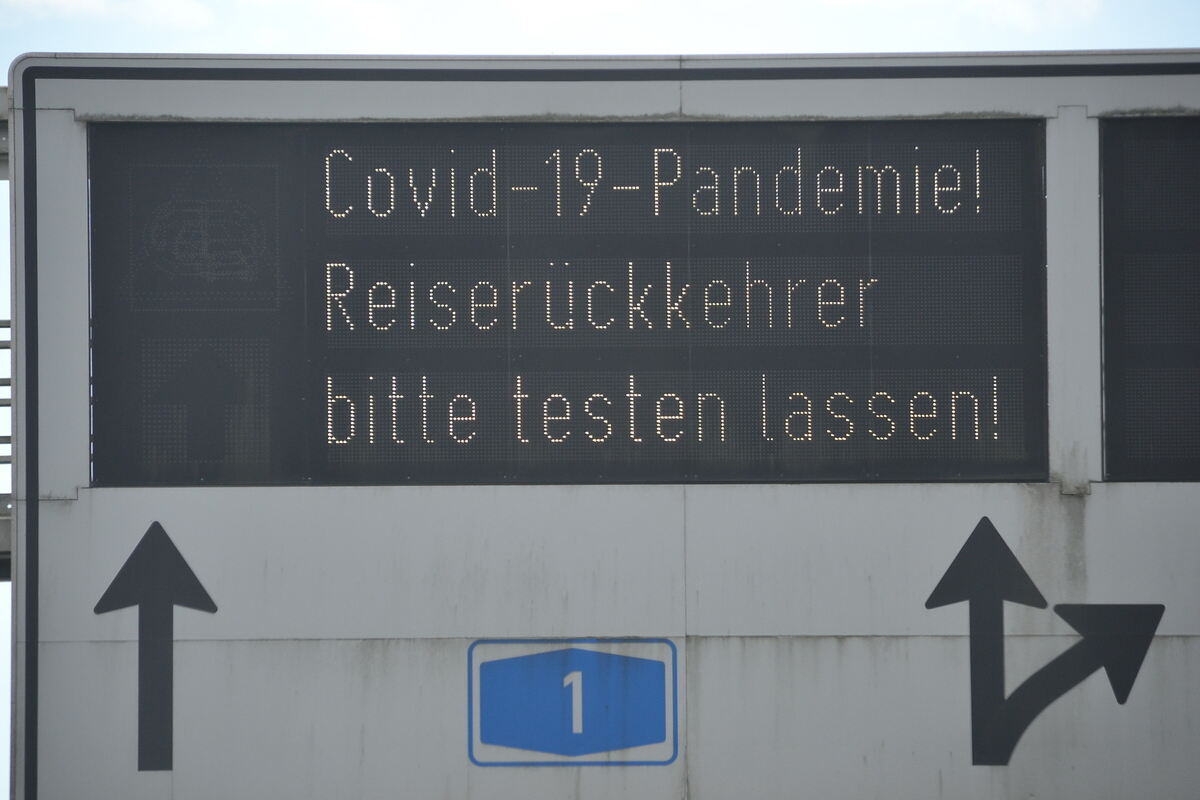 Covid-19-Pandemie!
Reiserückkehrer
bitte testen lassen!
1